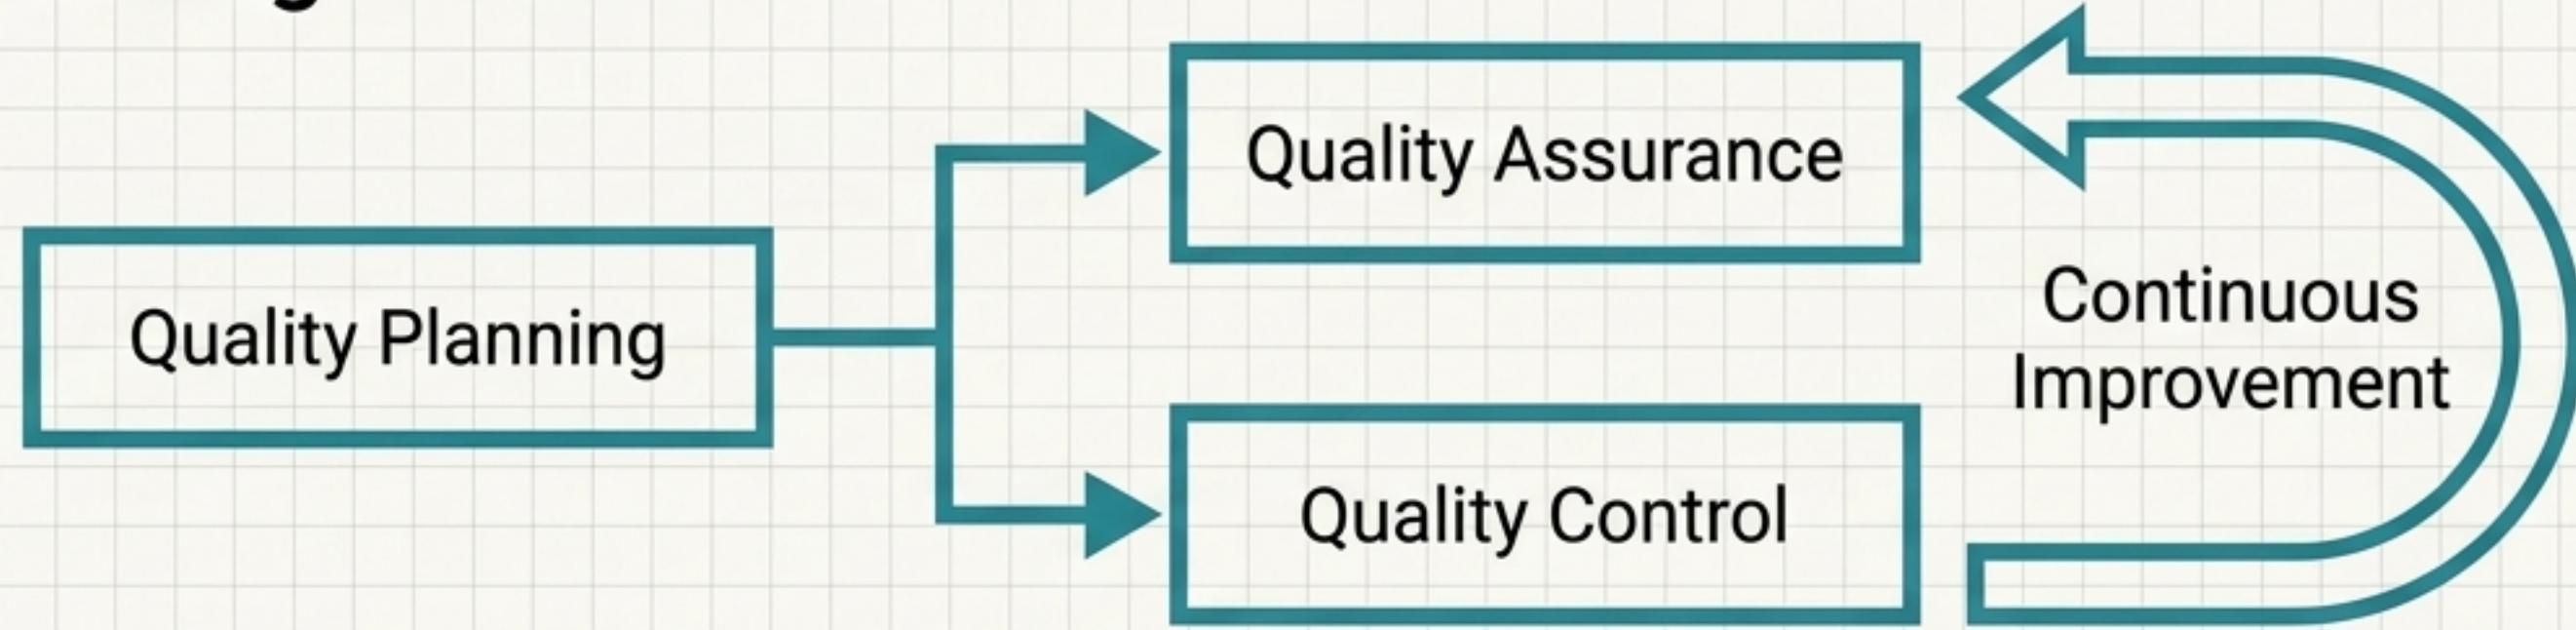 Quality Planning
Quality Assurance
Quality Control
Continuous
Improvement